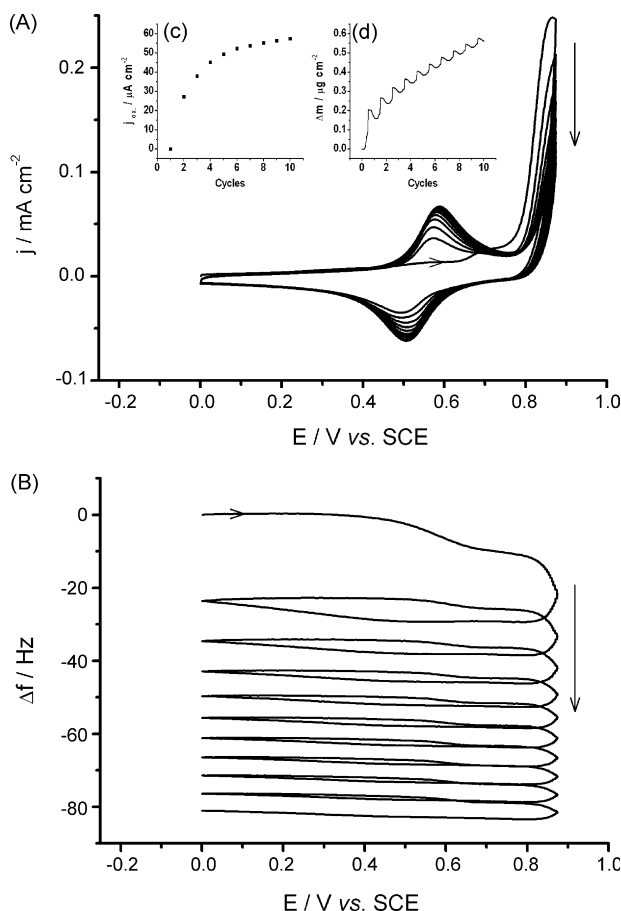 (A)
(c)
(d)
j ox. / μA cm-2
60
50
40
30
20
10
0
0 2 4 6 8 10
Cycles
Δm / μg cm-2
0.6
0.5
0.4
0.3
0.2
0.1
0.0
0 2 4 6 8 10
Cycles
j / mA cm-2
0.2
0.1
0.0
-0.1
-0.2 0.0 0.2 0.4 0.6 0.8 1.0
E / V vs. SCE
(B)
Δf / Hz
0
-20
-40
-60
-80
-0.2 0.0 0.2 0.4 0.6 0.8 1.0
E / V vs. SCE